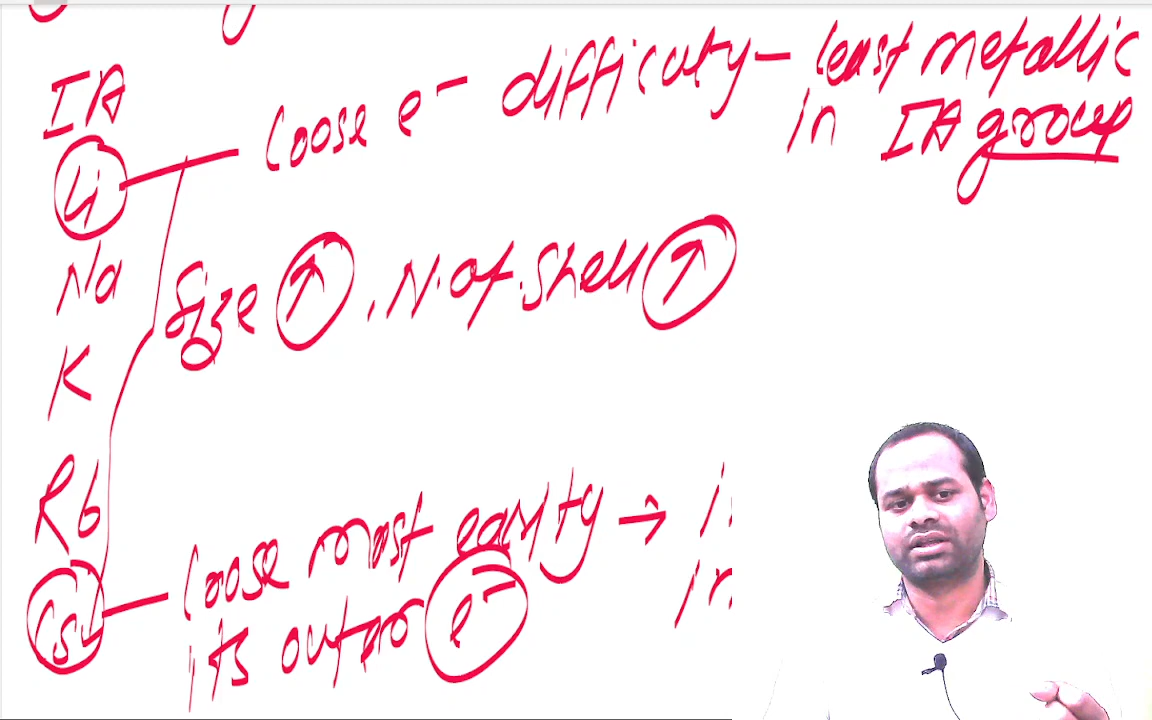 IA
Li loose e⁻ difficulty - least metallic
in IA group
Na
Size ↑ . N.of.shell ↑
K
Rb
Cs loose most easily →
its outer e⁻ in